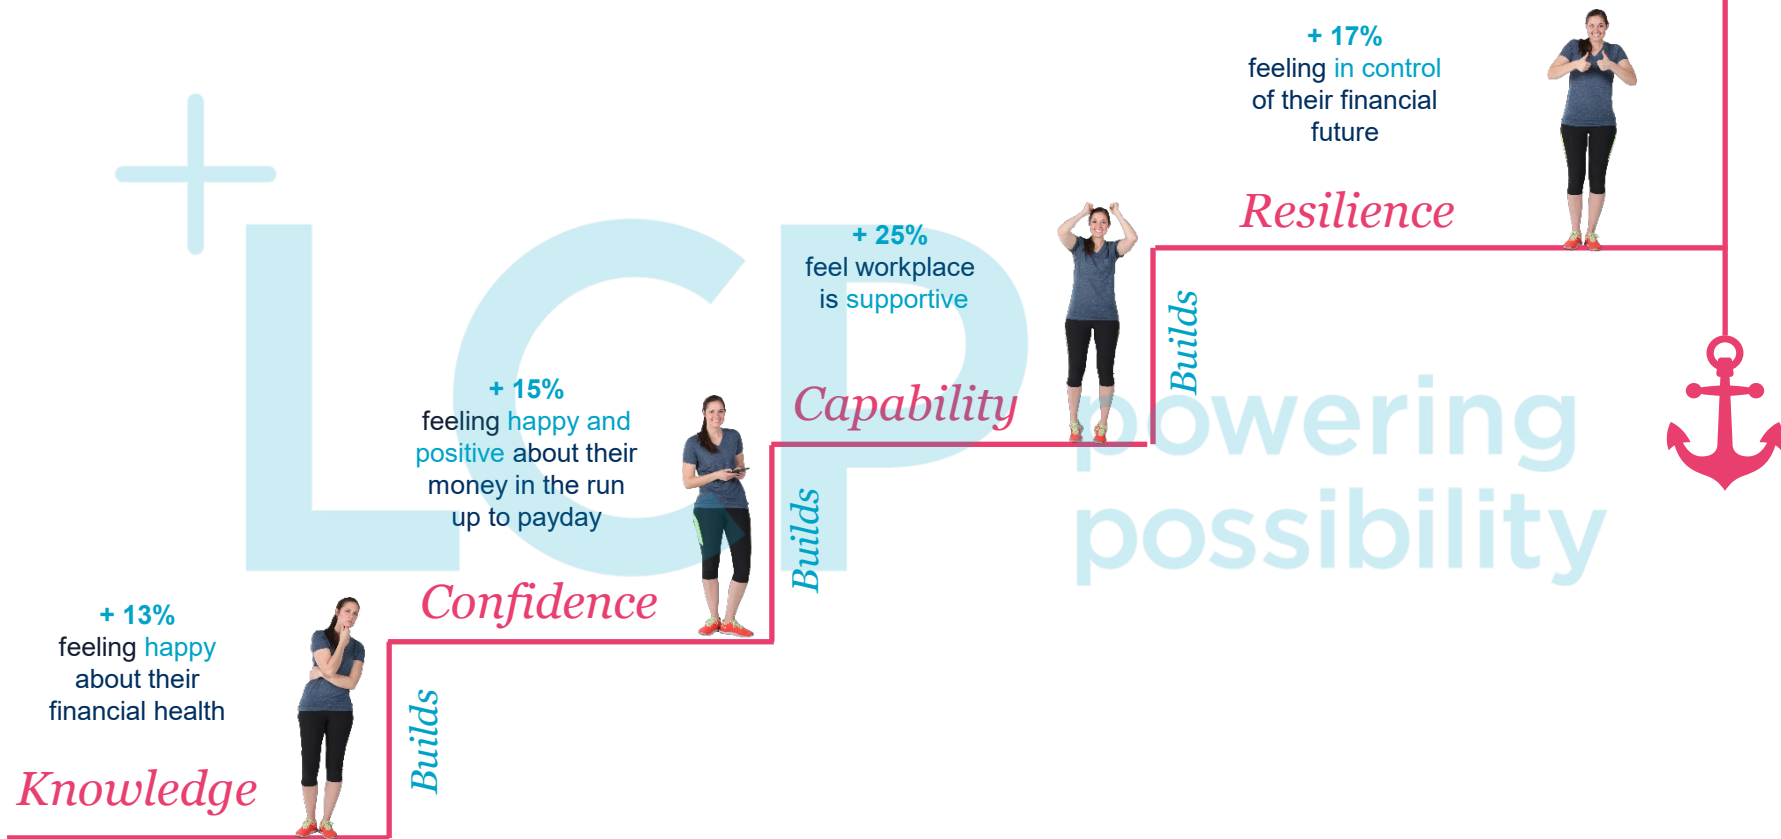 + 17%
feeling in control
of their financial
future
Resilience
+ 25%
feel workplace
is supportive
Builds
Capability
+ 15%
feeling happy and
positive about their
money in the run
up to payday
Builds
Confidence
+ 13%
feeling happy
about their
financial health
Builds
Knowledge
LCP
powering
possibility